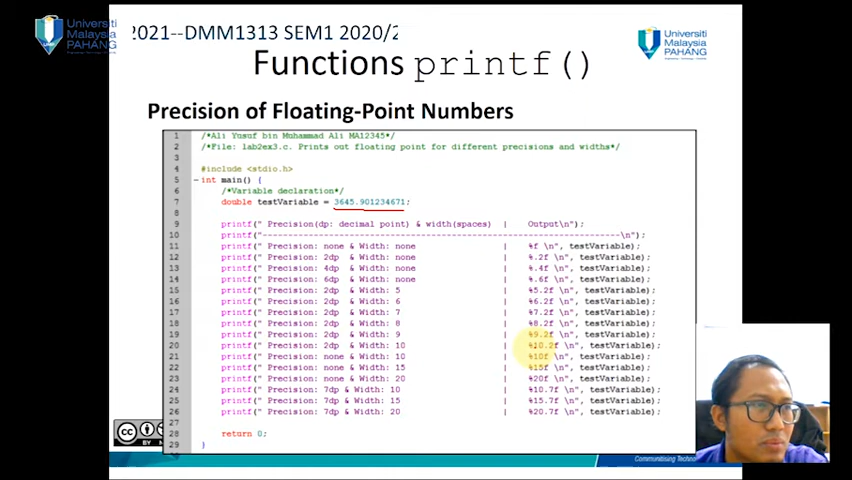 Universiti
Malaysia
PAHANG
2021--DMM1313 SEM1 2020/2
Universiti
Malaysia
PAHANG
Functions printf()
Precision of Floating-Point Numbers
1 /*Ali Yusuf bin Muhammad Ali MA12345*/
2 /*File: lab2ex3.c. Prints out floating point for different precisions and widths*/
3
4 #include <stdio.h>
5 int main() {
6 /*Variable declaration*/
7 double testVariable = 3645.901234671;
8
9 printf(" Precision(dp: decimal point) & width(spaces) | Output\n");
10 printf("--------------------------------------------------------------------------\n");
11 printf(" Precision: none & Width: none | %f \n", testVariable);
12 printf(" Precision: 2dp & Width: none | %.2f \n", testVariable);
13 printf(" Precision: 4dp & Width: none | %.4f \n", testVariable);
14 printf(" Precision: 6dp & Width: none | %.6f \n", testVariable);
15 printf(" Precision: 2dp & Width: 5 | %5.2f \n", testVariable);
16 printf(" Precision: 2dp & Width: 6 | %6.2f \n", testVariable);
17 printf(" Precision: 2dp & Width: 7 | %7.2f \n", testVariable);
18 printf(" Precision: 2dp & Width: 8 | %8.2f \n", testVariable);
19 printf(" Precision: 2dp & Width: 9 | %9.2f \n", testVariable);
20 printf(" Precision: 2dp & Width: 10 | %10.2f \n", testVariable);
21 printf(" Precision: none & Width: 10 | %10f \n", testVariable);
22 printf(" Precision: none & Width: 15 | %15f \n", testVariable);
23 printf(" Precision: none & Width: 20 | %20f \n", testVariable);
24 printf(" Precision: 7dp & Width: 10 | %10.7f \n", testVariable);
25 printf(" Precision: 7dp & Width: 15 | %15.7f \n", testVariable);
26 printf(" Precision: 7dp & Width: 20 | %20.7f \n", testVariable);
27
28 return 0;
29 }
cc
BY
Communitising Techno